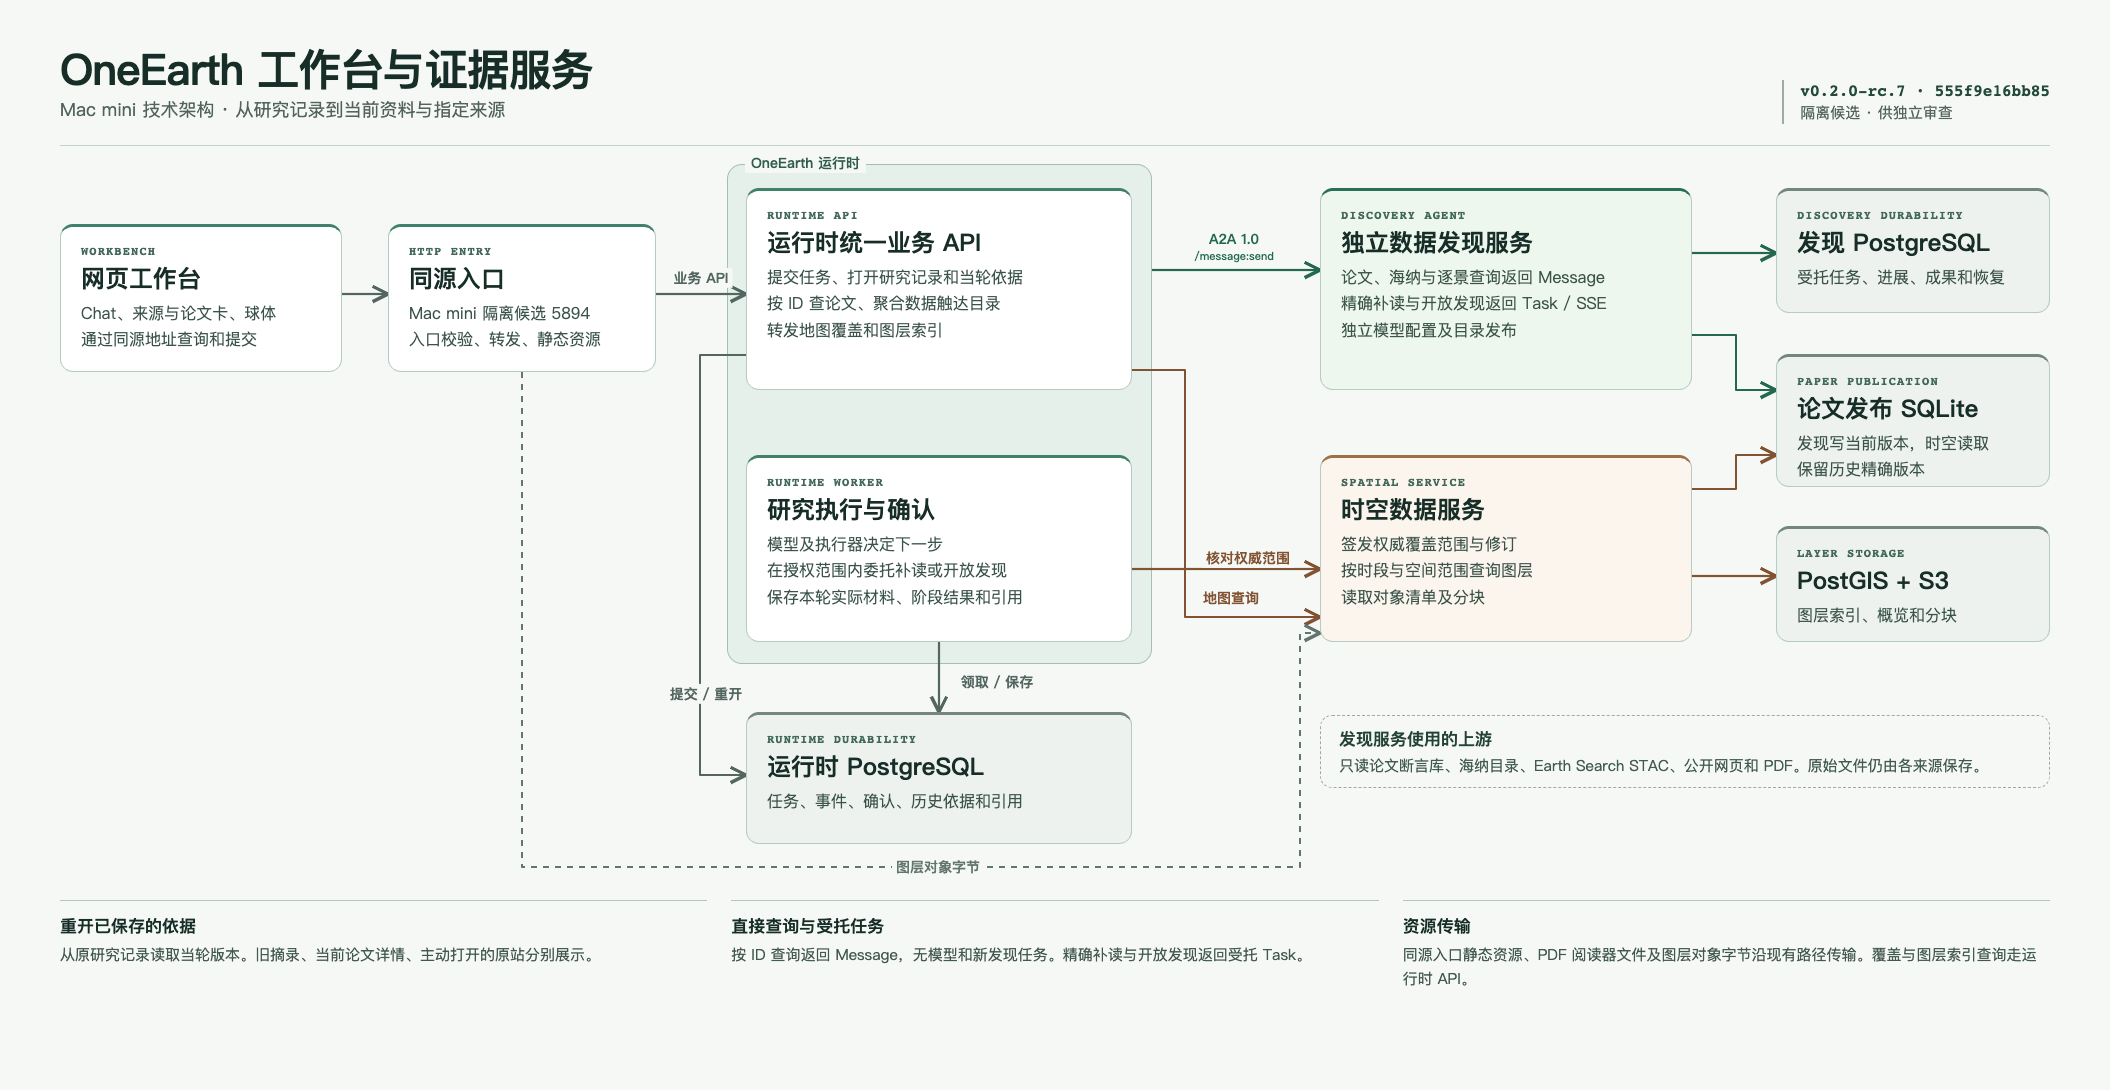 OneEarth 工作台与证据服务
Mac mini 技术架构 · 从研究记录到当前资料与指定来源
v0.2.0-rc.7 · 555f9e16bb85
隔离候选 · 供独立审查
OneEarth 运行时
WORKBENCH
网页工作台
Chat、来源与论文卡、球体
通过同源地址查询和提交
HTTP ENTRY
同源入口
Mac mini 隔离候选 5894
入口校验、转发、静态资源
业务 API
RUNTIME API
运行时统一业务 API
提交任务、打开研究记录和当轮依据
按 ID 查论文、聚合数据触达目录
转发地图覆盖和图层索引
A2A 1.0
/message:send
DISCOVERY AGENT
独立数据发现服务
论文、海纳与逐景查询返回 Message
精确补读与开放发现返回 Task / SSE
独立模型配置及目录发布
DISCOVERY DURABILITY
发现 PostgreSQL
受托任务、进展、成果和恢复
PAPER PUBLICATION
论文发布 SQLite
发现写当前版本，时空读取
保留历史精确版本
RUNTIME WORKER
研究执行与确认
模型及执行器决定下一步
在授权范围内委托补读或开放发现
保存本轮实际材料、阶段结果和引用
核对权威范围
地图查询
SPATIAL SERVICE
时空数据服务
签发权威覆盖范围与修订
按时段与空间范围查询图层
读取对象清单及分块
LAYER STORAGE
PostGIS + S3
图层索引、概览和分块
提交 / 重开
领取 / 保存
RUNTIME DURABILITY
运行时 PostgreSQL
任务、事件、确认、历史依据和引用
发现服务使用的上游
只读论文断言库、海纳目录、Earth Search STAC、公开网页和 PDF。原始文件仍由各来源保存。
图层对象字节
重开已保存的依据
从原研究记录读取当轮版本。旧摘录、当前论文详情、主动打开的原站分别展示。
直接查询与受托任务
按 ID 查询返回 Message，无模型和新发现任务。精确补读与开放发现返回受托 Task。
资源传输
同源入口静态资源、PDF 阅读器文件及图层对象字节沿现有路径传输。覆盖与图层索引查询走运
行时 API。